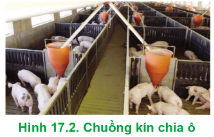 Hình 17.2. Chuồng kín chia ô